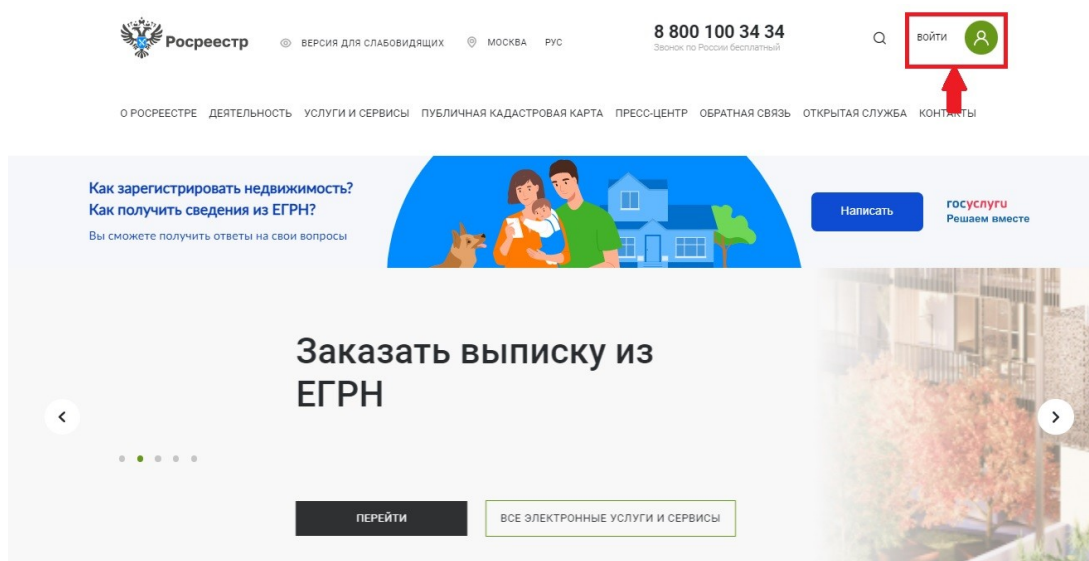 Росреестр
ВЕРСИЯ ДЛЯ СЛАБОВИДЯЩИХ
МОСКВА
РУС
8 800 100 34 34
Звонок по России бесплатный
ВОЙТИ
О РОСРЕЕСТРЕ ДЕЯТЕЛЬНОСТЬ УСЛУГИ И СЕРВИСЫ ПУБЛИЧНАЯ КАДАСТРОВАЯ КАРТА ПРЕСС-ЦЕНТР ОБРАТНАЯ СВЯЗЬ ОТКРЫТАЯ СЛУЖБА КОНТАКТЫ
Как зарегистрировать недвижимость?
Как получить сведения из ЕГРН?
Вы сможете получить ответы на свои вопросы
Написать
госуслуги
Решаем вместе
Заказать выписку из
ЕГРН
ПЕРЕЙТИ
ВСЕ ЭЛЕКТРОННЫЕ УСЛУГИ И СЕРВИСЫ